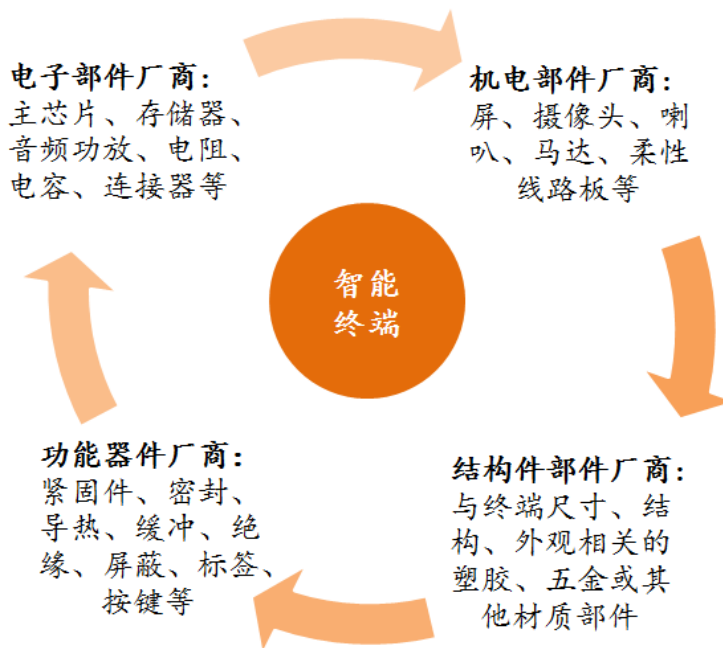 电子部件厂商：
主芯片、存储器、
音频功放、电阻、
电容、连接器等
机电部件厂商：
屏、摄像头、喇
叭、马达、柔性
线路板等
智能
终端
功能器件厂商：
紧固件、密封、
导热、缓冲、绝
缘、屏蔽、标签、
按键等
结构件部件厂商：
与终端尺寸、结
构、外观相关的
塑胶、五金或其
他材质部件